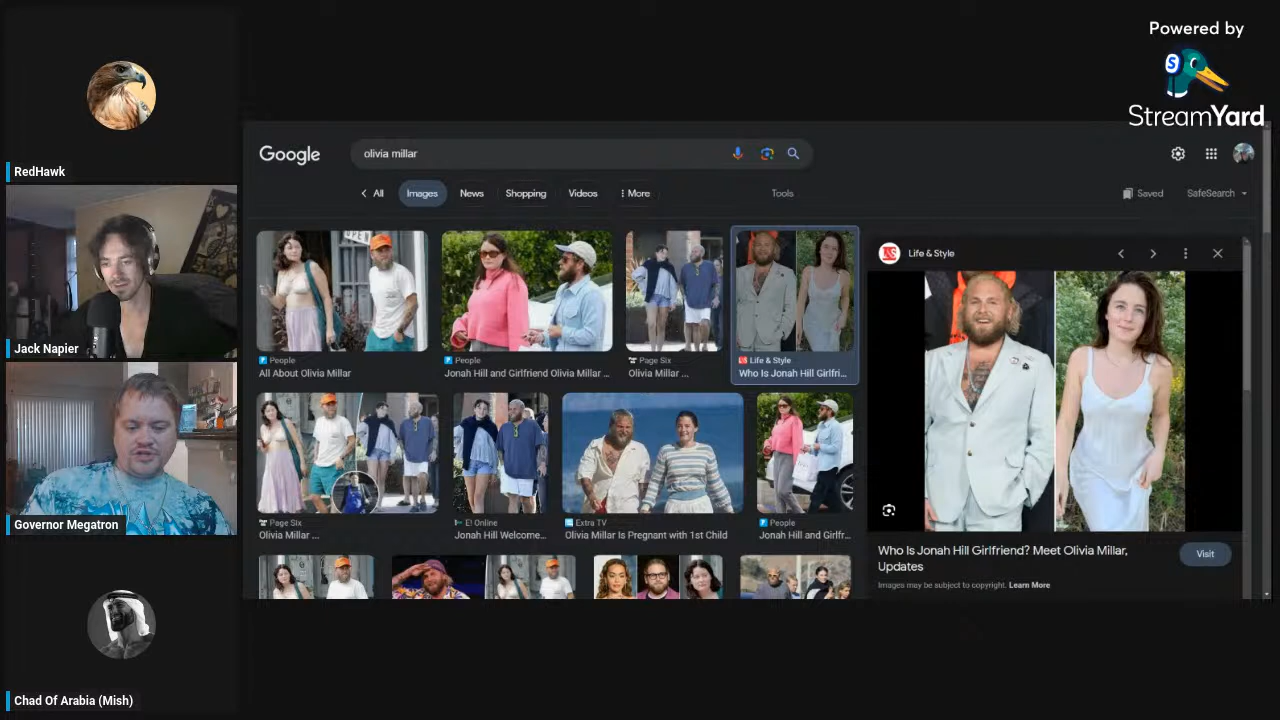 Powered by
StreamYard
RedHawk
Jack Napier
Governor Megatron
Chad Of Arabia (Mish)
Google
olivia millar
All
Images
News
Shopping
Videos
More
Tools
Saved
SafeSearch
OPEN
People
All About Olivia Millar
People
Jonah Hill and Girlfriend Olivia Millar ...
Page Six
Olivia Millar ...
Life & Style
Who Is Jonah Hill Girlfri...
Page Six
Olivia Millar ...
E! Online
Jonah Hill Welcome...
Extra TV
Olivia Millar Is Pregnant with 1st Child
People
Jonah Hill and Girlfr...
Life & Style
Who Is Jonah Hill Girlfriend? Meet Olivia Millar,
Updates
Visit
Images may be subject to copyright. Learn More